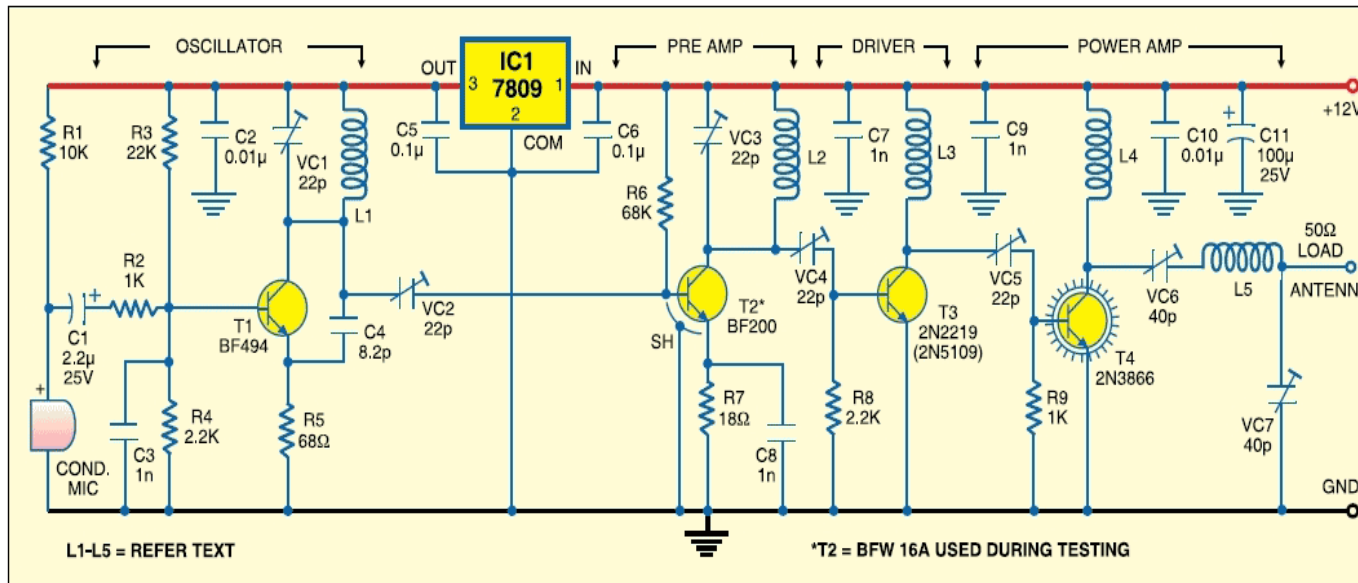 OSCILLATOR
PRE AMP
DRIVER
POWER AMP
OUT
IC1
7809
IN
3
1
2
COM
+12V
R1
10K
R3
22K
C2
0.01µ
VC1
22p
L1
C5
0.1µ
C6
0.1µ
R6
68K
VC3
22p
L2
C7
1n
L3
C9
1n
L4
C10
0.01µ
+
C11
100µ
25V
R2
1K
+
C1
2.2µ
25V
T1
BF494
VC2
22p
C4
8.2p
SH
T2*
BF200
VC4
22p
T3
2N2219
(2N5109)
VC5
22p
T4
2N3866
VC6
40p
L5
50Ω
LOAD
ANTENN
+
COND.
MIC
C3
1n
R4
2.2K
R5
68Ω
R7
18Ω
C8
1n
R8
2.2K
R9
1K
VC7
40p
GND
L1-L5 = REFER TEXT
*T2 = BFW 16A USED DURING TESTING